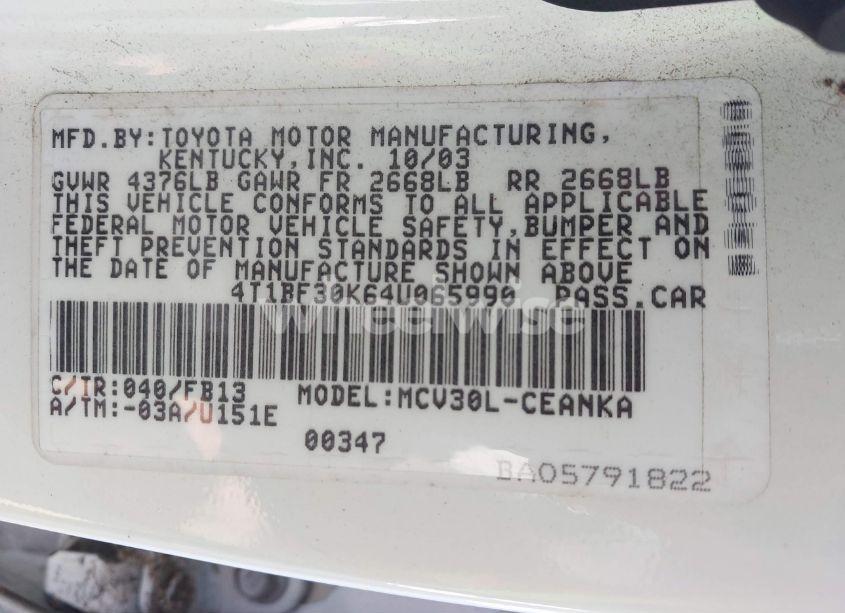 MFD.BY:TOYOTA MOTOR MANUFACTURING,
KENTUCKY,INC. 10/03
GVWR 4376LB GAWR FR 2668LB RR 2668LB
THIS VEHICLE CONFORMS TO ALL APPLICABLE
FEDERAL MOTOR VEHICLE SAFETY,BUMPER AND
THEFT PREVENTION STANDARDS IN EFFECT ON
THE DATE OF MANUFACTURE SHOWN ABOVE
4T1BF30K64U065990 PASS.CAR
wheelwise
C/TR:040/FB13 MODEL:MCV30L-CEANKA
A/TM:-03A/U151E
00347
BA05791822